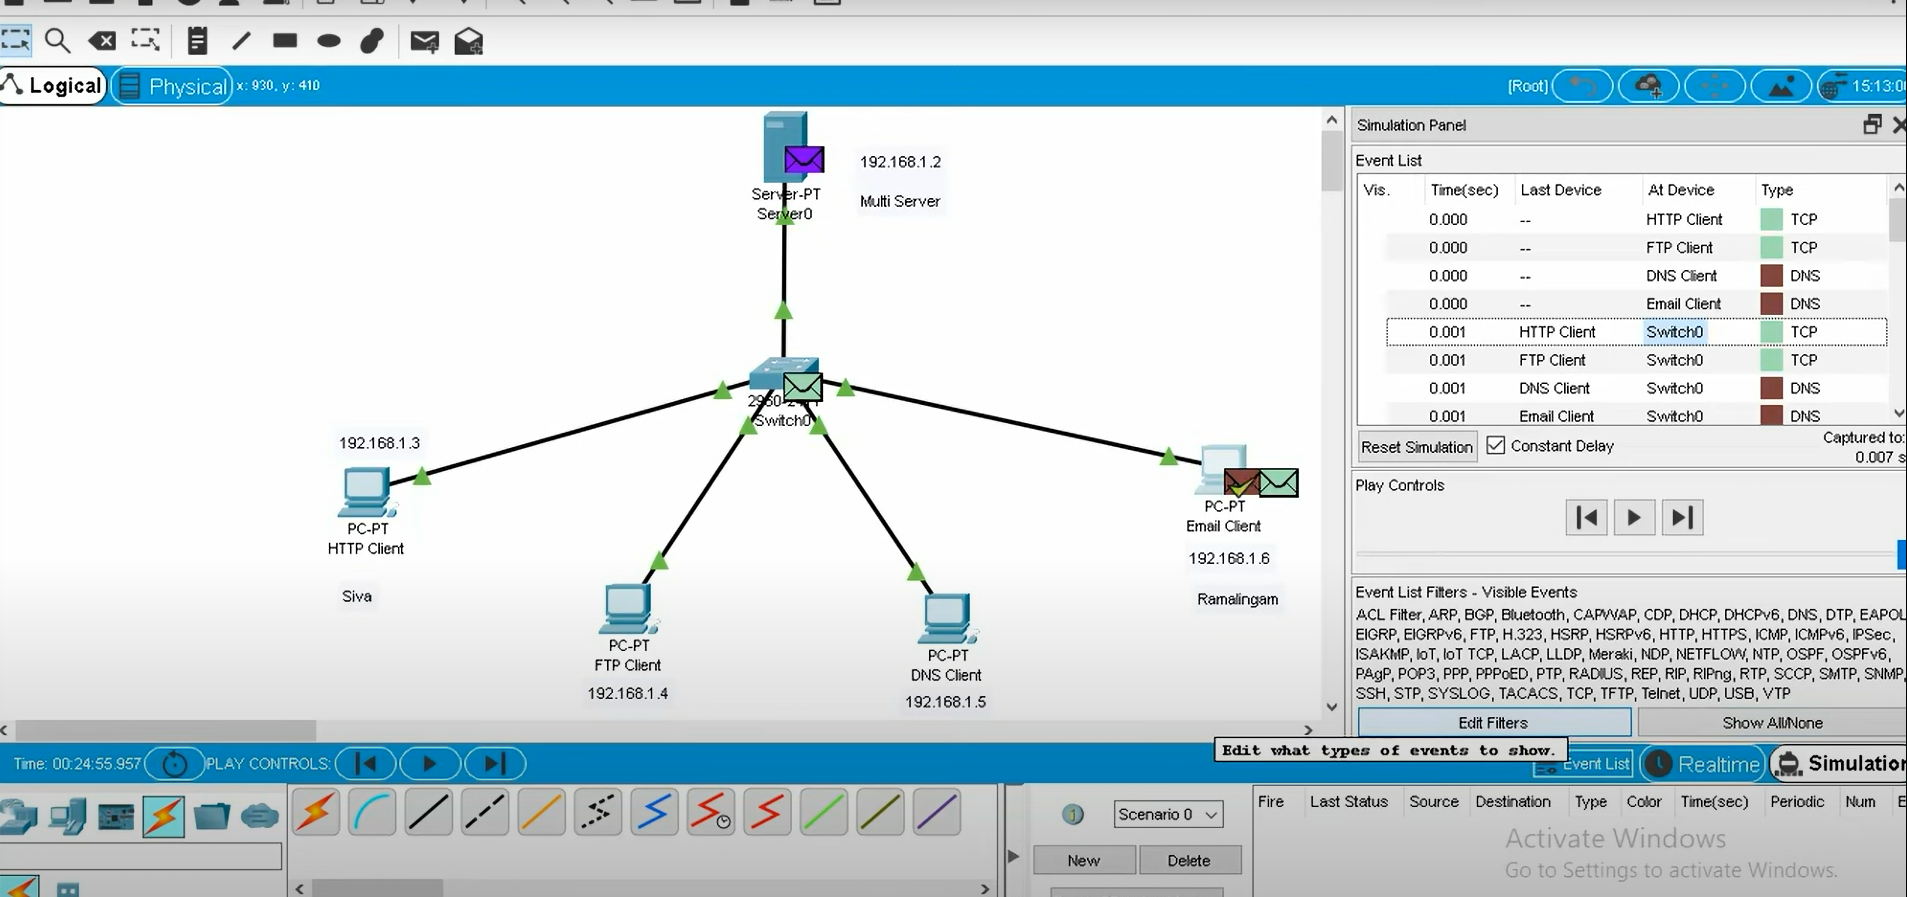 Logical
Physical
x: 930, y: 410
[Root]
15:13:0
192.168.1.2
Multi Server
Server-PT
Server0
Switch0
192.168.1.3
PC-PT
HTTP Client
Siva
PC-PT
FTP Client
192.168.1.4
PC-PT
DNS Client
192.168.1.5
PC-PT
Email Client
192.168.1.6
Ramalingam
Simulation Panel
Event List
Vis. Time(sec) Last Device At Device Type
0.000 -- HTTP Client TCP
0.000 -- FTP Client TCP
0.000 -- DNS Client DNS
0.000 -- Email Client DNS
0.001 HTTP Client Switch0 TCP
0.001 FTP Client Switch0 TCP
0.001 DNS Client Switch0 DNS
0.001 Email Client Switch0 DNS
Reset Simulation Constant Delay Captured to:
0.007 s
Play Controls
Event List Filters - Visible Events
ACL Filter, ARP, BGP, Bluetooth, CAPWAP, CDP, DHCP, DHCPv6, DNS, DTP, EAPOL
EIGRP, EIGRPv6, FTP, H.323, HSRP, HSRPv6, HTTP, HTTPS, ICMP, ICMPv6, IPSec,
ISAKMP, IoT, IoT TCP, LACP, LLDP, Meraki, NDP, NETFLOW, NTP, OSPF, OSPFv6,
PAgP, POP3, PPP, PPPoED, PTP, RADIUS, REP, RIP, RIPng, RTP, SCCP, SMTP, SNMP,
SSH, STP, SYSLOG, TACACS, TCP, TFTP, Telnet, UDP, USB, VTP
Edit Filters Show All/None
Edit what types of events to show.
Time: 00:24:55.957 PLAY CONTROLS:
Event List Realtime Simulation
Scenario 0
New Delete
Fire Last Status Source Destination Type Color Time(sec) Periodic Num E
Activate Windows
Go to Settings to activate Windows.